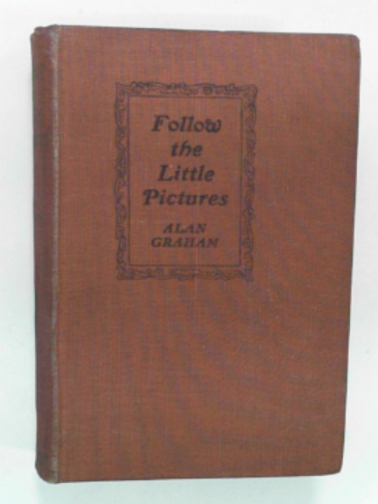 Follow
the
Little
Pictures
ALAN
GRAHAM